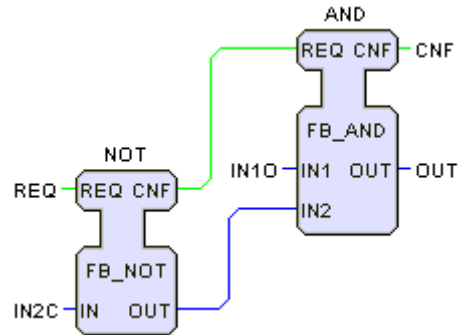 AND
REQ CNF CNF
FB_AND
NOT
IN1O IN1 OUT OUT
REQ REQ CNF
IN2
FB_NOT
IN2C IN OUT